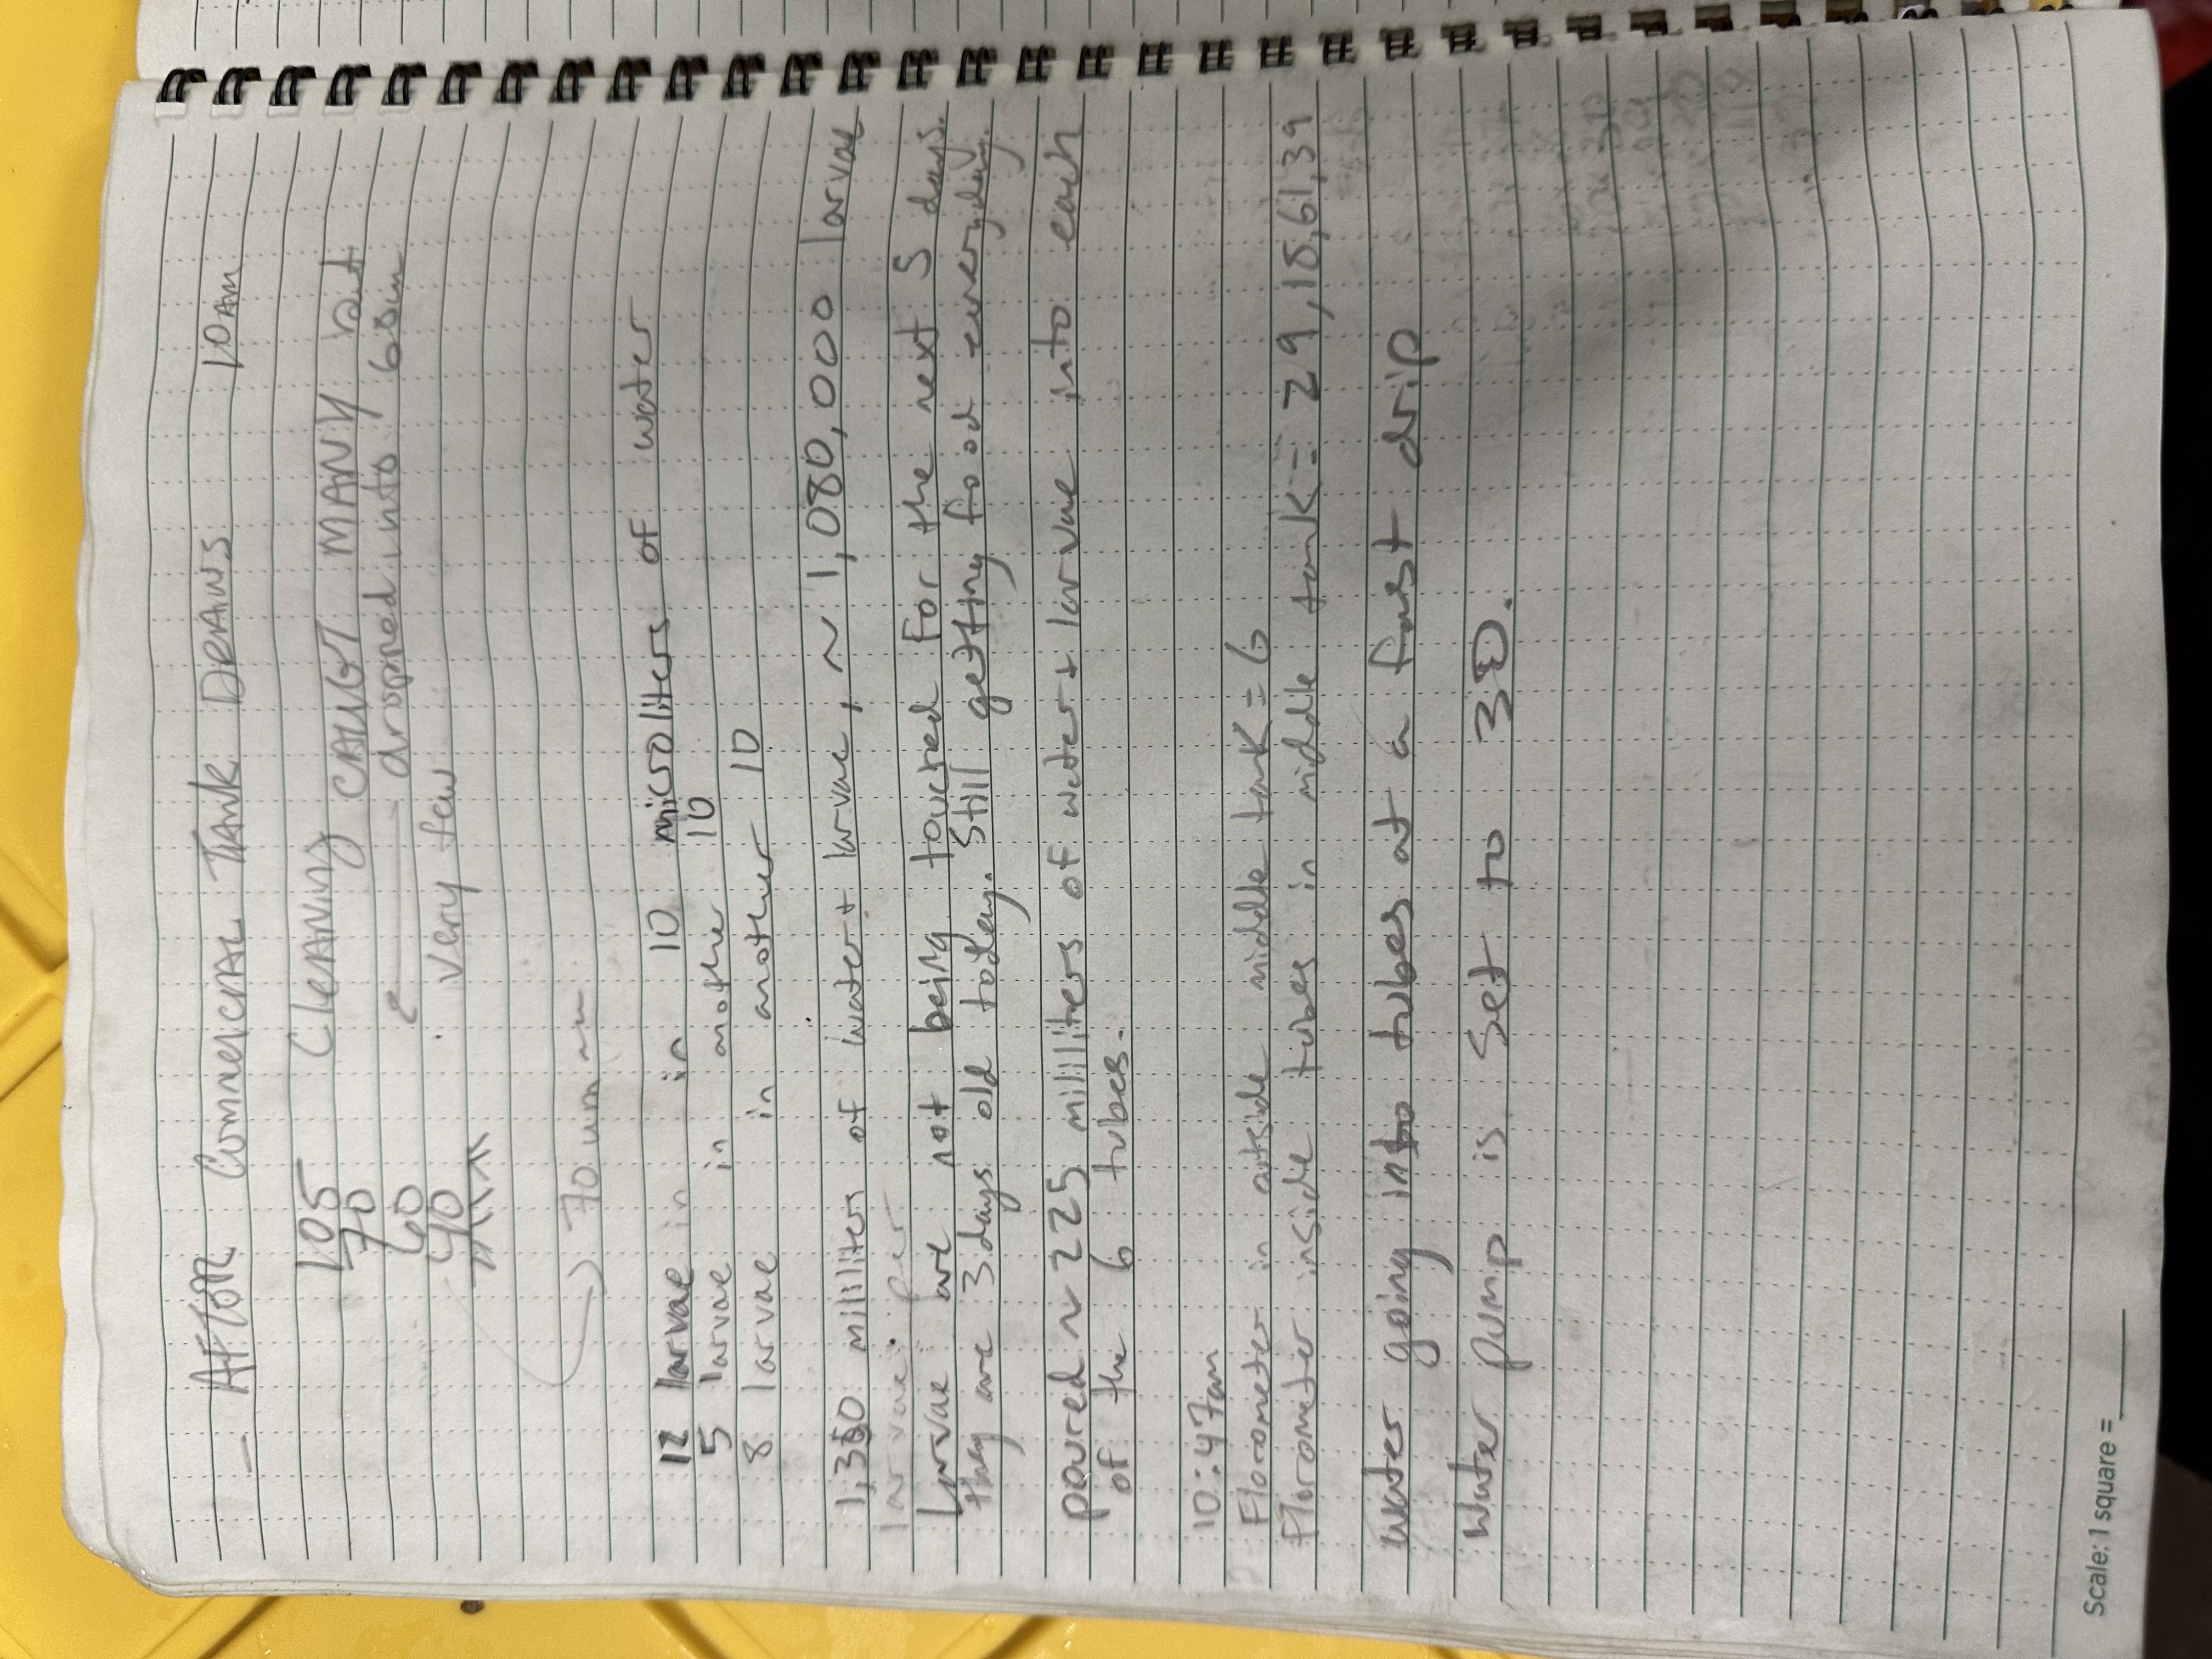 - AFTOR Commercial Tank Draws 10AM
105 Cleaning
70 CAUGT MANY but
60 dropped into 60um
40 very few
70 um
12 larvae in in 10 microliters of water
5 larvae in another 10
8 larvae in another 10
1,350 mililiters of water + larvae, ~ 1,080,000 larvae
larvae per
Larvae are not being touched for the next 5 days.
they are 3 days old today. Still getting food everyday.
poured ~ 225 mililiters of water + larvae into each
of the 6 tubes.
10:47am
Florometer in outside middle tank = 6
Florometer inside tubes in middle tank = 29, 18, 61, 39
water going into tubes at a fast drip
Water pump is set to 30.
Scale: 1 square =